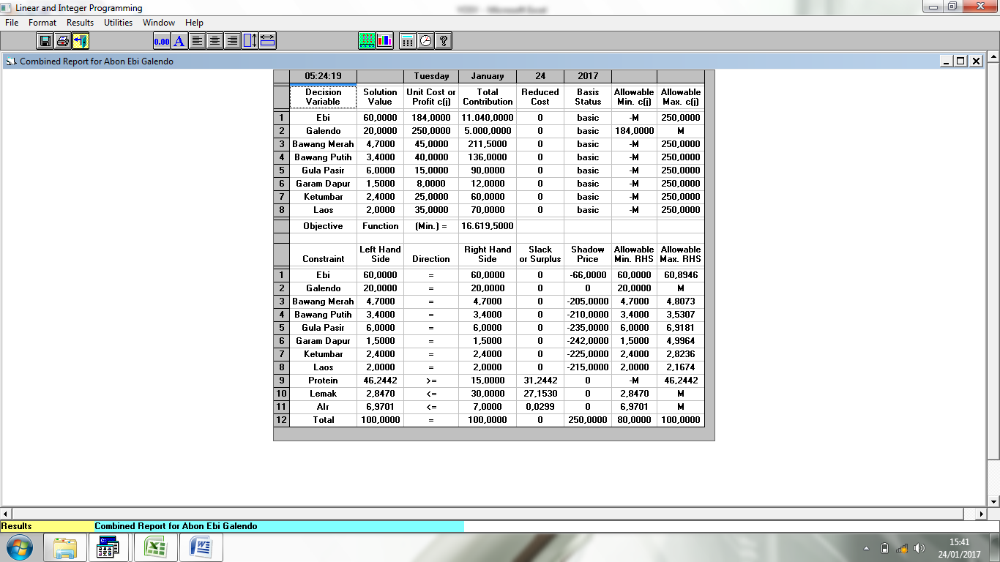 Linear and Integer Programming
File Format Results Utilities Window Help
0.00 A
Combined Report for Abon Ebi Galendo
05:24:19 Tuesday January 24 2017
Decision Solution Unit Cost or Total Reduced Basis Allowable Allowable
Variable Value Profit c(j) Contribution Cost Status Min. c(j) Max. c(j)
1 Ebi 60,0000 184,0000 11.040,0000 0 basic -M 250,0000
2 Galendo 20,0000 250,0000 5.000,0000 0 basic 184,0000 M
3 Bawang Merah 4,7000 45,0000 211,5000 0 basic -M 250,0000
4 Bawang Putih 3,4000 40,0000 136,0000 0 basic -M 250,0000
5 Gula Pasir 6,0000 15,0000 90,0000 0 basic -M 250,0000
6 Garam Dapur 1,5000 8,0000 12,0000 0 basic -M 250,0000
7 Ketumbar 2,4000 25,0000 60,0000 0 basic -M 250,0000
8 Laos 2,0000 35,0000 70,0000 0 basic -M 250,0000
Objective Function (Min.) = 16.619,5000
Left Hand Right Hand Slack Shadow Allowable Allowable
Constraint Side Direction Side or Surplus Price Min. RHS Max. RHS
1 Ebi 60,0000 = 60,0000 0 -66,0000 60,0000 60,8946
2 Galendo 20,0000 = 20,0000 0 0 20,0000 M
3 Bawang Merah 4,7000 = 4,7000 0 -205,0000 4,7000 4,8073
4 Bawang Putih 3,4000 = 3,4000 0 -210,0000 3,4000 3,5307
5 Gula Pasir 6,0000 = 6,0000 0 -235,0000 6,0000 6,9181
6 Garam Dapur 1,5000 = 1,5000 0 -242,0000 1,5000 4,9964
7 Ketumbar 2,4000 = 2,4000 0 -225,0000 2,4000 2,8236
8 Laos 2,0000 = 2,0000 0 -215,0000 2,0000 2,1674
9 Protein 46,2442 >= 15,0000 31,2442 0 -M 46,2442
10 Lemak 2,8470 <= 30,0000 27,1530 0 2,8470 M
11 AIr 6,9701 <= 7,0000 0,0299 0 6,9701 M
12 Total 100,0000 = 100,0000 0 250,0000 80,0000 100,0000
Results Combined Report for Abon Ebi Galendo
15:41
24/01/2017